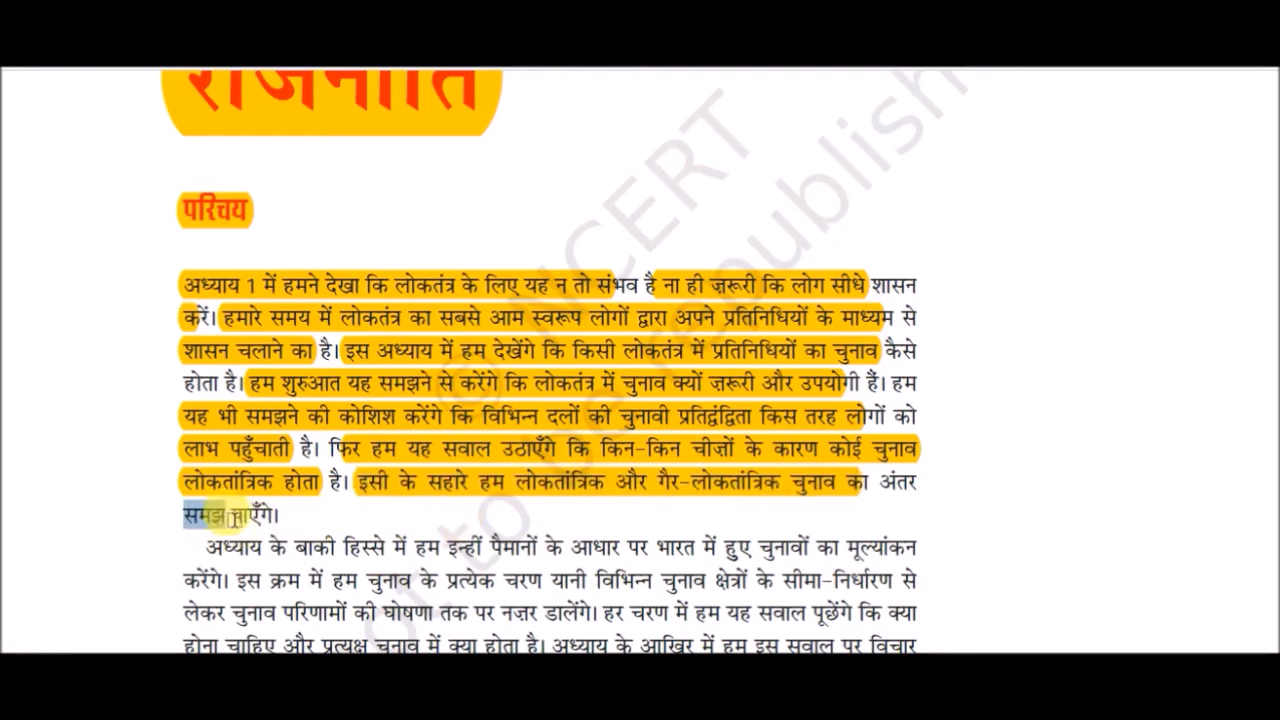 राजनीति
परिचय
अध्याय 1 में हमने देखा कि लोकतंत्र के लिए यह न तो संभव है ना ही ज़रूरी कि लोग सीधे शासन
करें। हमारे समय में लोकतंत्र का सबसे आम स्वरूप लोगों द्वारा अपने प्रतिनिधियों के माध्यम से
शासन चलाने का है। इस अध्याय में हम देखेंगे कि किसी लोकतंत्र में प्रतिनिधियों का चुनाव कैसे
होता है। हम शुरुआत यह समझने से करेंगे कि लोकतंत्र में चुनाव क्यों ज़रूरी और उपयोगी हैं। हम
यह भी समझने की कोशिश करेंगे कि विभिन्न दलों की चुनावी प्रतिद्वंद्विता किस तरह लोगों को
लाभ पहुँचाती है। फिर हम यह सवाल उठाएँगे कि किन-किन चीज़ों के कारण कोई चुनाव
लोकतांत्रिक होता है। इसी के सहारे हम लोकतांत्रिक और गैर-लोकतांत्रिक चुनाव का अंतर
समझ पाएँगे।
अध्याय के बाकी हिस्से में हम इन्हीं पैमानों के आधार पर भारत में हुए चुनावों का मूल्यांकन
करेंगे। इस क्रम में हम चुनाव के प्रत्येक चरण यानी विभिन्न चुनाव क्षेत्रों के सीमा-निर्धारण से
लेकर चुनाव परिणामों की घोषणा तक पर नज़र डालेंगे। हर चरण में हम यह सवाल पूछेंगे कि क्या
होना चाहिए और प्रत्यक्ष चुनाव में क्या होता है। अध्याय के आखिर में हम इस सवाल पर विचार
© NCERT
to be republish